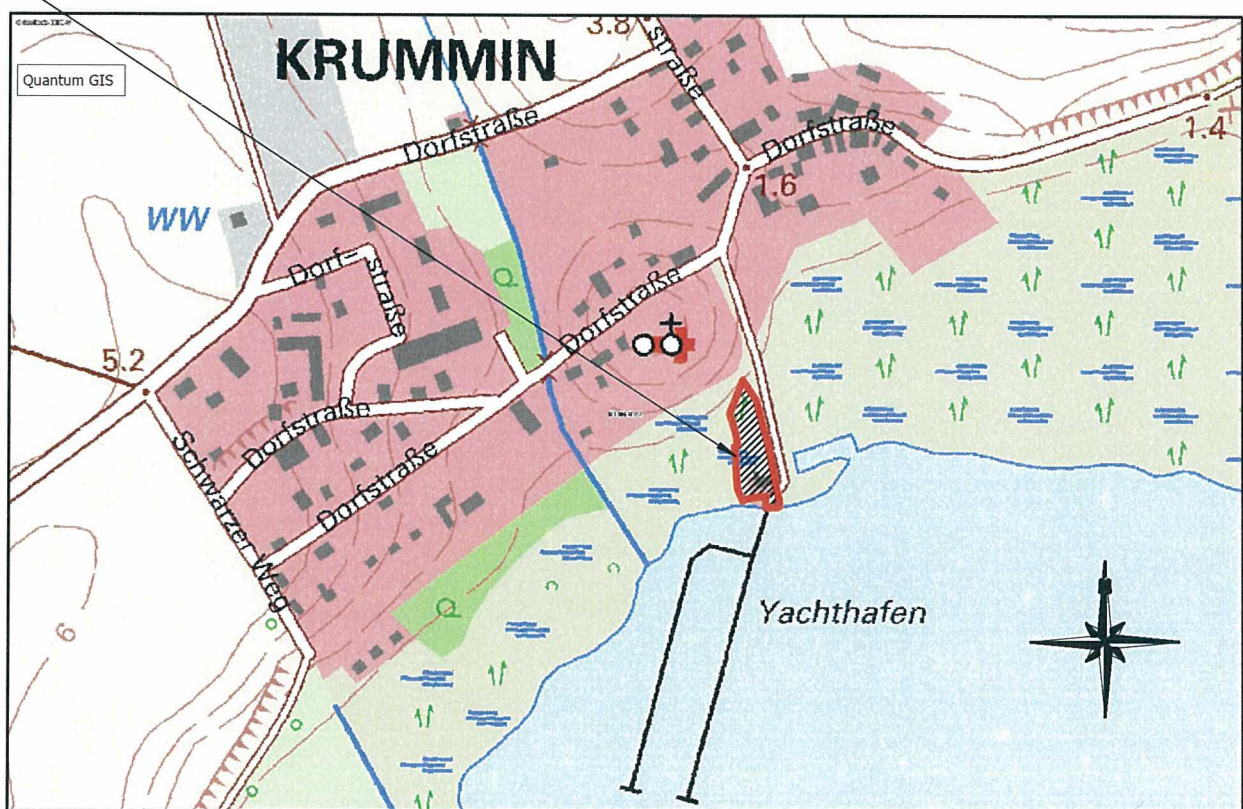 KRUMMIN
Quantum GIS
3.8
straße
Dorfstraße
Dorfstraße
1.4
1.6
WW
Dorf-
straße
Dorfstraße
5.2
Dorfstraße
Dorfstraße
Schwarzer Weg
Yachthafen
6